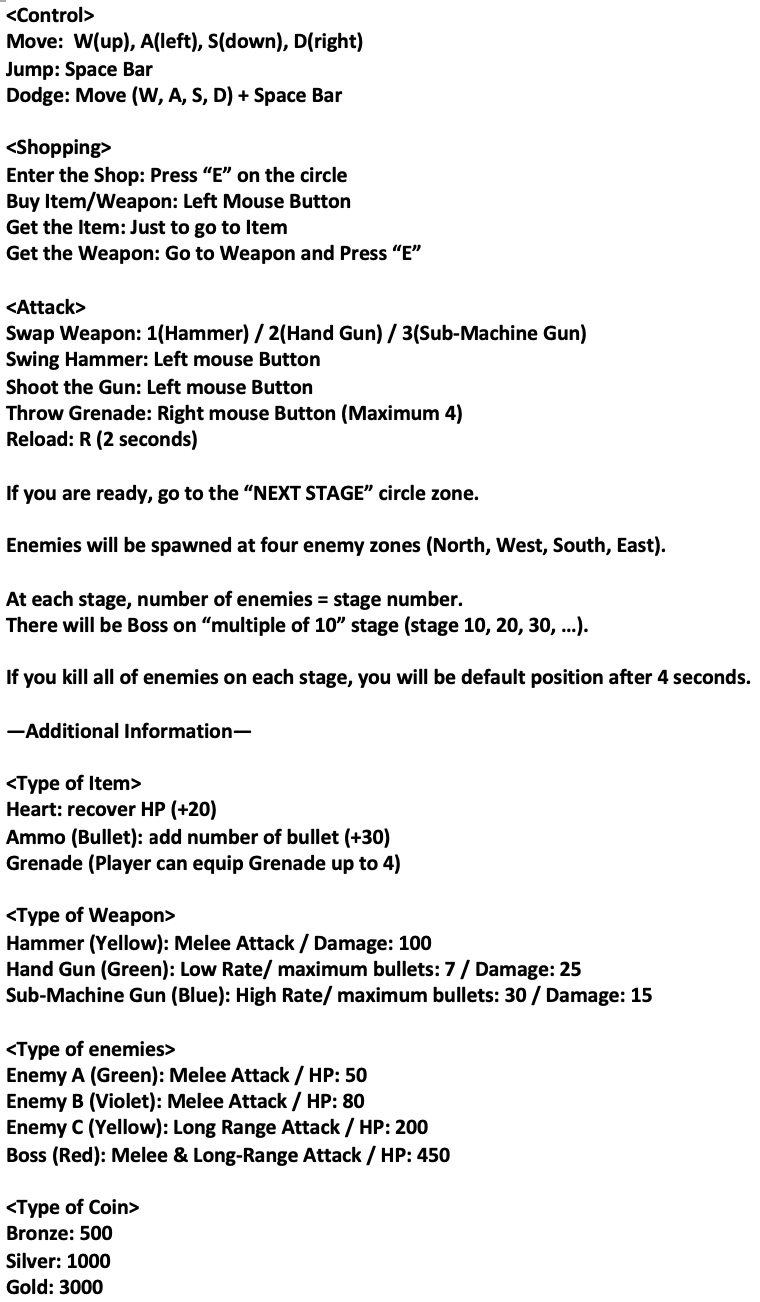 <Control>
Move:  W(up), A(left), S(down), D(right)
Jump: Space Bar
Dodge: Move (W, A, S, D) + Space Bar
<Shopping>
Enter the Shop: Press “E” on the circle
Buy Item/Weapon: Left Mouse Button
Get the Item: Just to go to Item
Get the Weapon: Go to Weapon and Press “E”
<Attack>
Swap Weapon: 1(Hammer) / 2(Hand Gun) / 3(Sub-Machine Gun)
Swing Hammer: Left mouse Button
Shoot the Gun: Left mouse Button
Throw Grenade: Right mouse Button (Maximum 4)
Reload: R (2 seconds)
If you are ready, go to the “NEXT STAGE” circle zone.
Enemies will be spawned at four enemy zones (North, West, South, East).
At each stage, number of enemies = stage number.
There will be Boss on “multiple of 10” stage (stage 10, 20, 30, …).
If you kill all of enemies on each stage, you will be default position after 4 seconds.
—Additional Information—
<Type of Item>
Heart: recover HP (+20)
Ammo (Bullet): add number of bullet (+30)
Grenade (Player can equip Grenade up to 4)
<Type of Weapon>
Hammer (Yellow): Melee Attack / Damage: 100
Hand Gun (Green): Low Rate/ maximum bullets: 7 / Damage: 25
Sub-Machine Gun (Blue): High Rate/ maximum bullets: 30 / Damage: 15
<Type of enemies>
Enemy A (Green): Melee Attack / HP: 50
Enemy B (Violet): Melee Attack / HP: 80
Enemy C (Yellow): Long Range Attack / HP: 200
Boss (Red): Melee & Long-Range Attack / HP: 450
<Type of Coin>
Bronze: 500
Silver: 1000
Gold: 3000